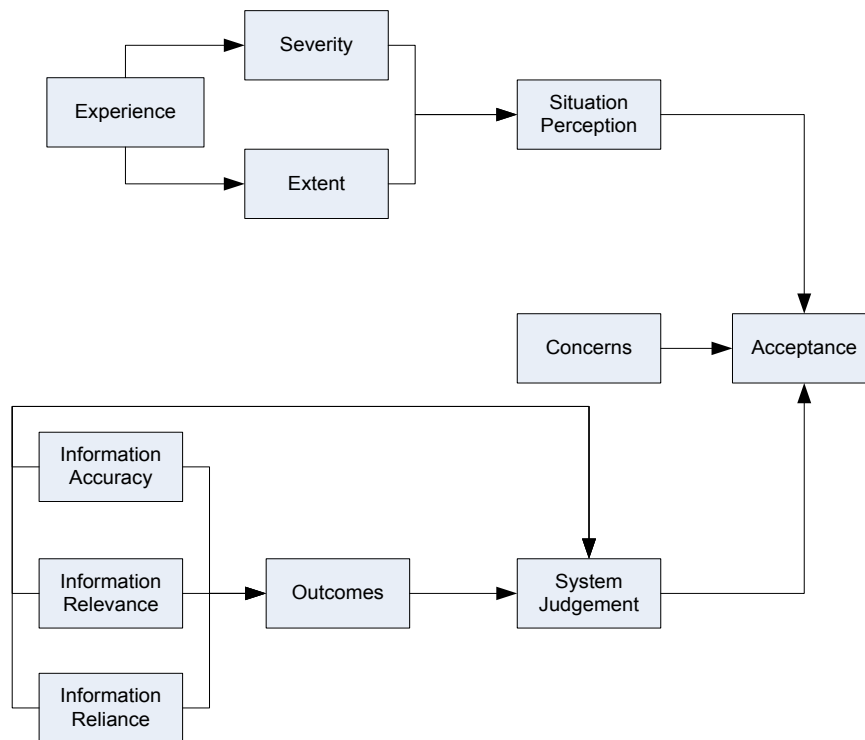 Severity
Experience
Extent
Situation
Perception
Concerns
Acceptance
Information
Accuracy
Information
Relevance
Outcomes
System
Judgement
Information
Reliance